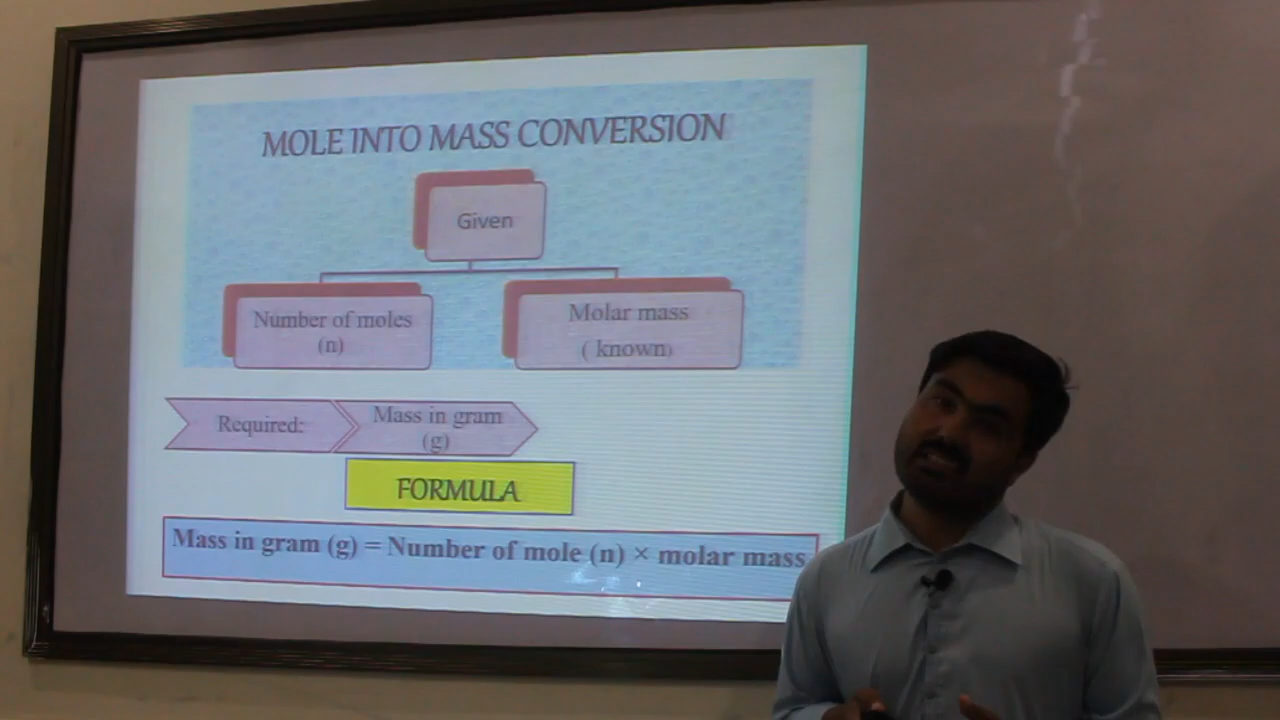 MOLE INTO MASS CONVERSION
Given
Number of moles
(n)
Molar mass
( known)
Required:
Mass in gram
(g)
FORMULA
Mass in gram (g) = Number of mole (n) × molar mass